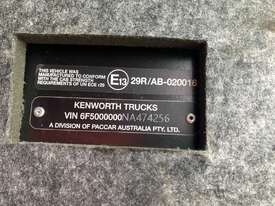 THIS VEHICLE WAS
MANUFACTURED TO CONFORM
WITH THE CAB STRENGTH
REQUIREMENTS OF UN ECE r29
E13 29R/AB-020016
KENWORTH TRUCKS
VIN 6F5000000NA474256
A DIVISION OF PACCAR AUSTRALIA PTY. LTD.